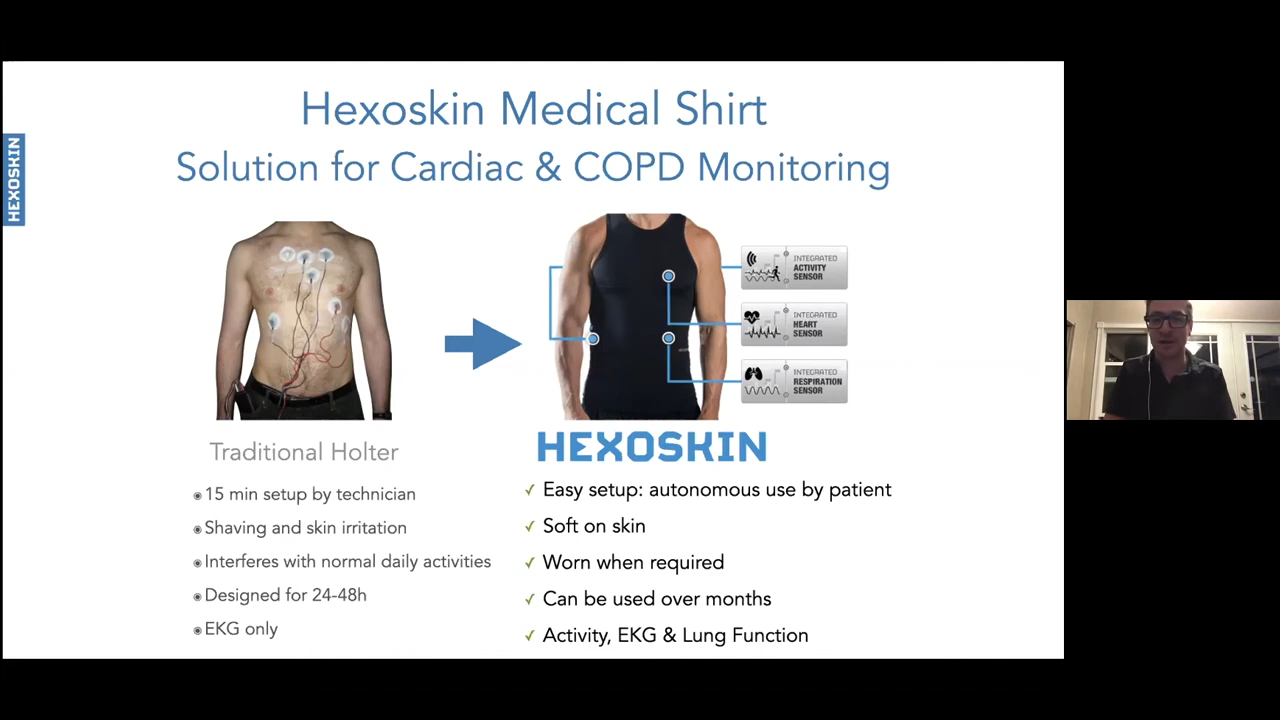 Hexoskin Medical Shirt
Solution for Cardiac & COPD Monitoring
HEXOSKIN
INTEGRATED
ACTIVITY
SENSOR
INTEGRATED
HEART
SENSOR
INTEGRATED
RESPIRATION
SENSOR
Traditional Holter
◉ 15 min setup by technician
◉ Shaving and skin irritation
◉ Interferes with normal daily activities
◉ Designed for 24-48h
◉ EKG only
HEXOSKIN
✓ Easy setup: autonomous use by patient
✓ Soft on skin
✓ Worn when required
✓ Can be used over months
✓ Activity, EKG & Lung Function